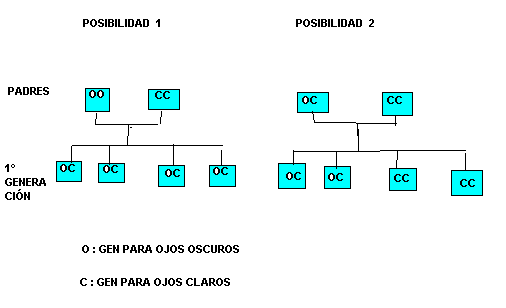 POSIBILIDAD 1 POSIBILIDAD 2
PADRES OO CC OC CC
1º
GENERA
CIÓN
OC OC OC OC OC OC CC CC
O : GEN PARA OJOS OSCUROS
C : GEN PARA OJOS CLAROS